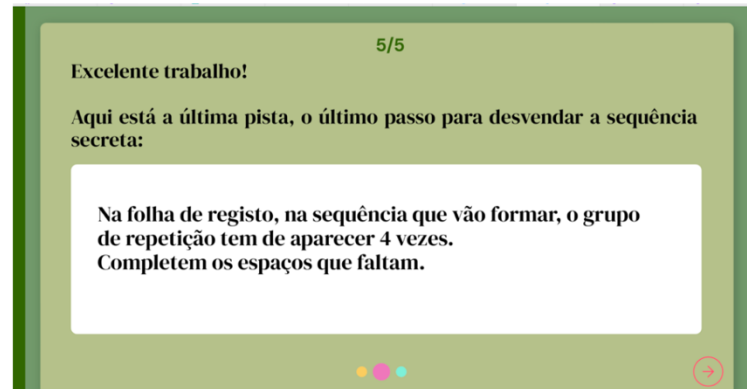 5/5
Excelente trabalho!
Aqui está a última pista, o último passo para desvendar a sequência
secreta:
Na folha de registo, na sequência que vão formar, o grupo
de repetição tem de aparecer 4 vezes.
Completem os espaços que faltam.